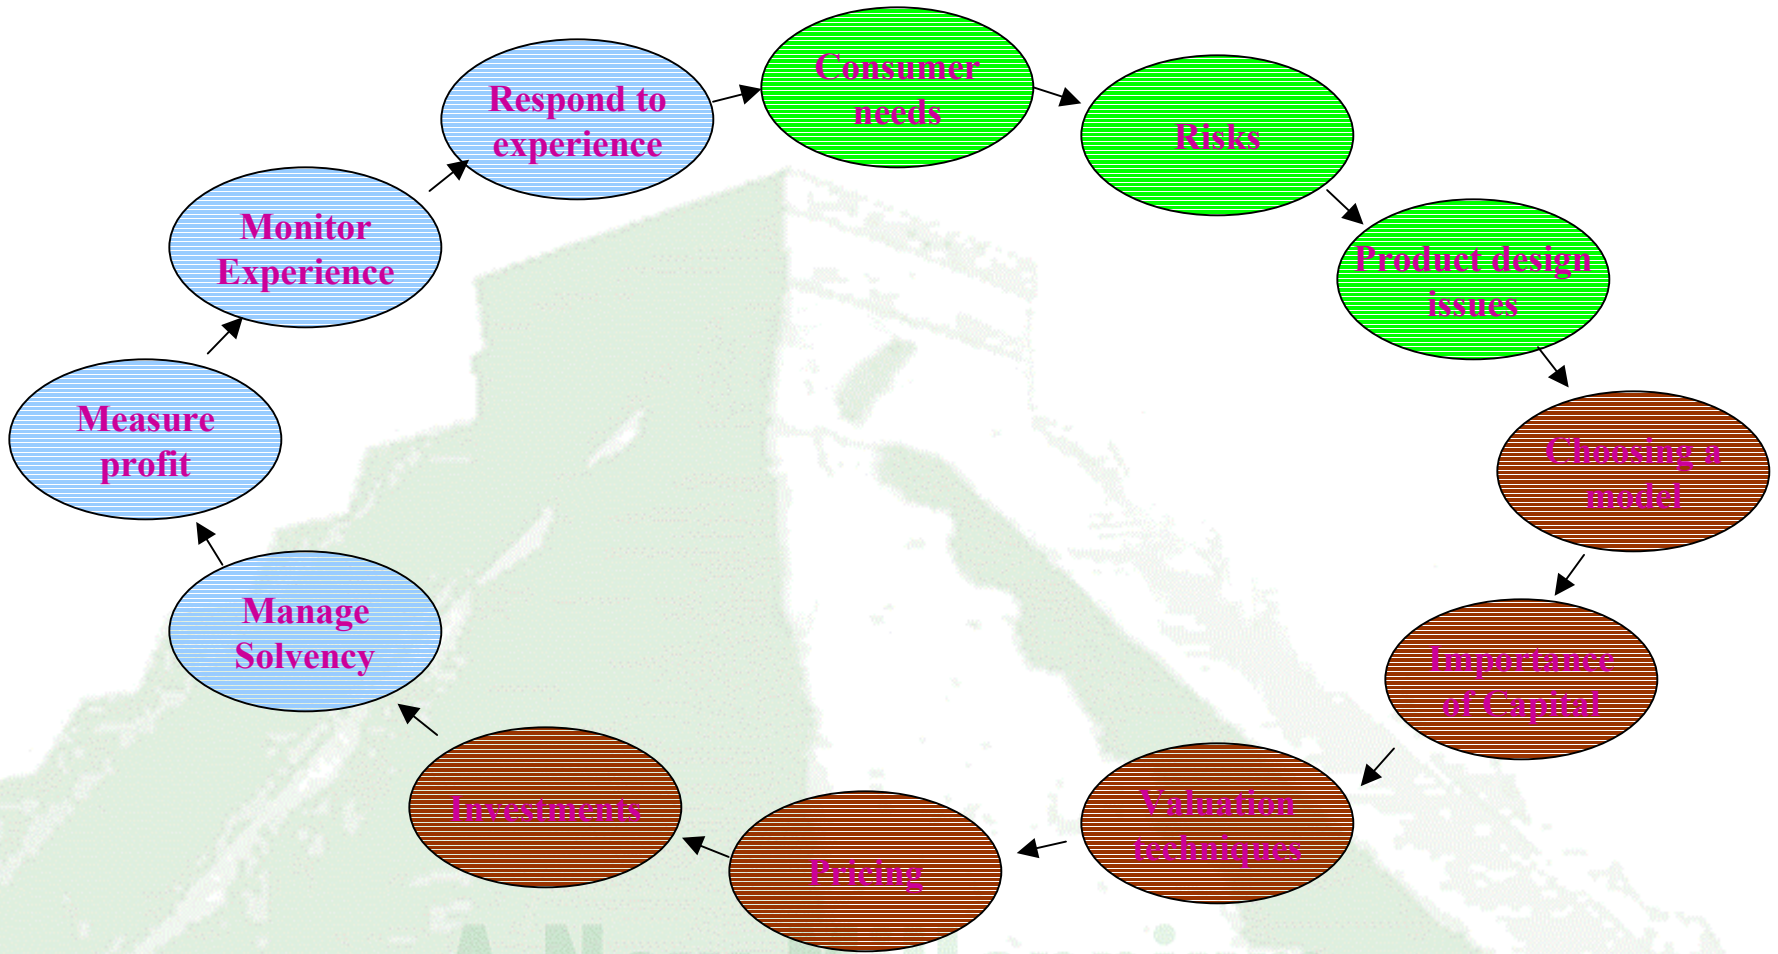 Consumer
needs
Risks
Product design
issues
Choosing a
model
Importance
of Capital
Valuation
techniques
Pricing
Investments
Manage
Solvency
Measure
profit
Monitor
Experience
Respond to
experience